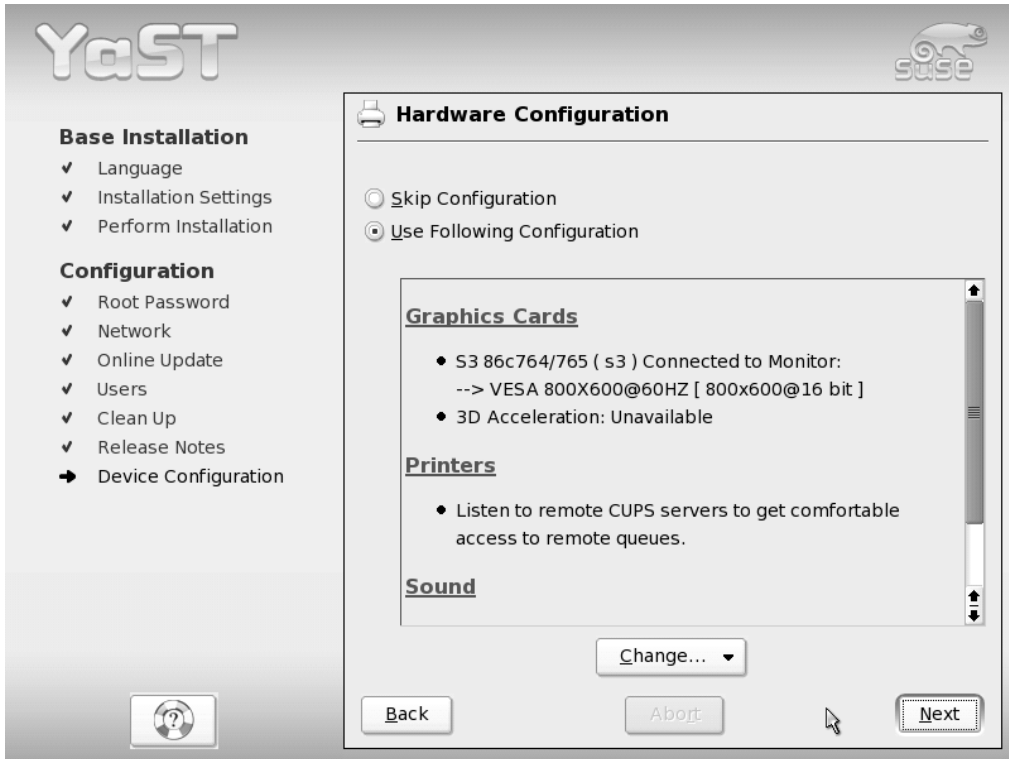 YaST
suse
Base Installation
Language
Installation Settings
Perform Installation
Configuration
Root Password
Network
Online Update
Users
Clean Up
Release Notes
Device Configuration
Hardware Configuration
Skip Configuration
Use Following Configuration
Graphics Cards
S3 86c764/765 ( s3 ) Connected to Monitor:
--> VESA 800X600@60HZ [ 800x600@16 bit ]
3D Acceleration: Unavailable
Printers
Listen to remote CUPS servers to get comfortable
access to remote queues.
Sound
Change...
Back
Abort
Next